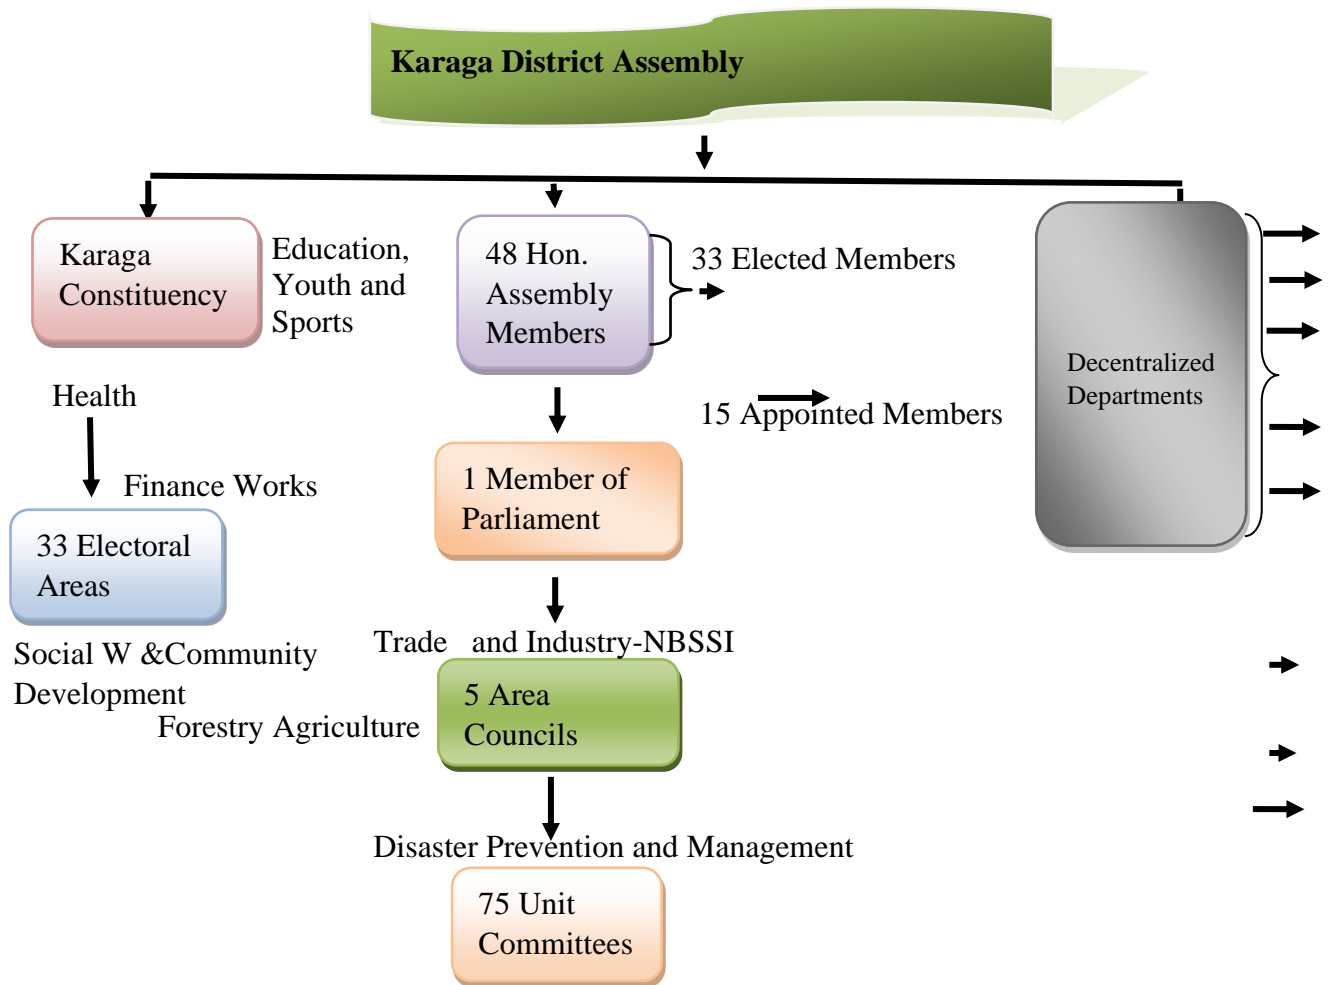 Karaga District Assembly
Karaga
Constituency
Education,
Youth and
Sports
48 Hon.
Assembly
Members
33 Elected Members
Decentralized
Departments
Health
15 Appointed Members
Finance Works
1 Member of
Parliament
33 Electoral
Areas
Trade and Industry-NBSSI
Social W &Community
Development
5 Area
Councils
Forestry Agriculture
Disaster Prevention and Management
75 Unit
Committees